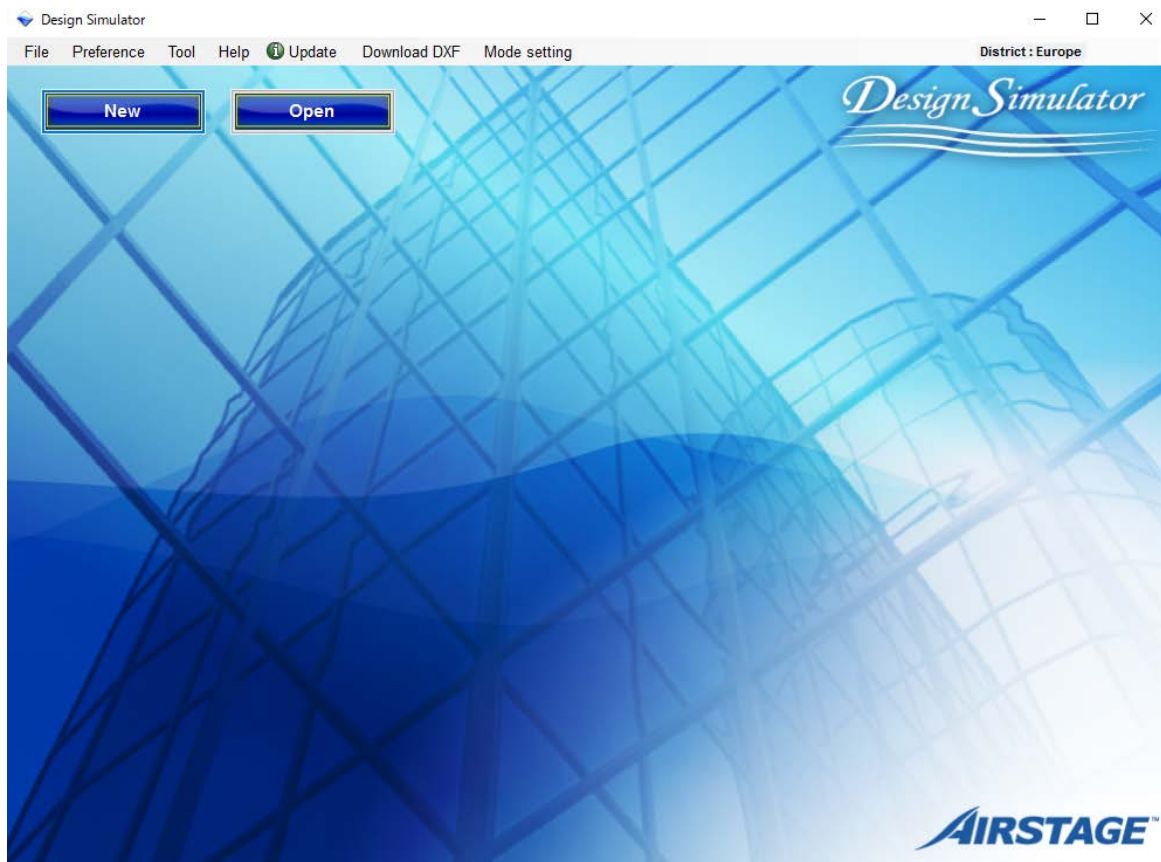 Design Simulator
File Preference Tool Help Update Download DXF Mode setting District : Europe
New Open
Design Simulator
AIRSTAGE™